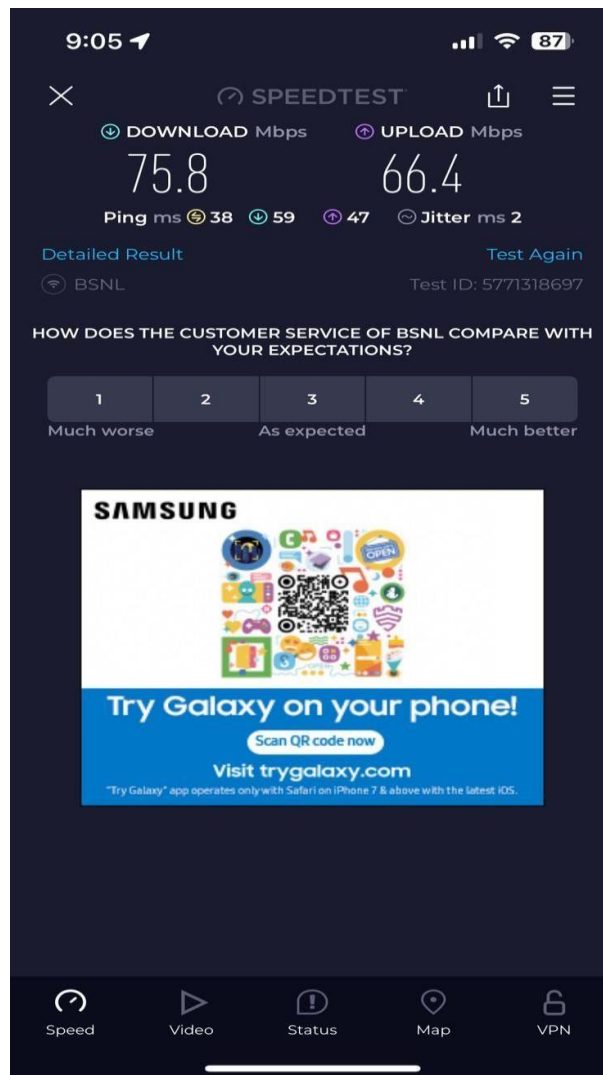 9:05
87
SPEEDTEST
DOWNLOAD Mbps UPLOAD Mbps
75.8 66.4
Ping ms 38 59 47 Jitter ms 2
Detailed Result Test Again
BSNL Test ID: 5771318697
HOW DOES THE CUSTOMER SERVICE OF BSNL COMPARE WITH
YOUR EXPECTATIONS?
1 2 3 4 5
Much worse As expected Much better
SAMSUNG
OPEN
Try Galaxy on your phone!
Scan QR code now
Visit trygalaxy.com
"Try Galaxy" app operates only with Safari on iPhone 7 & above with the latest iOS.
Speed Video Status Map VPN